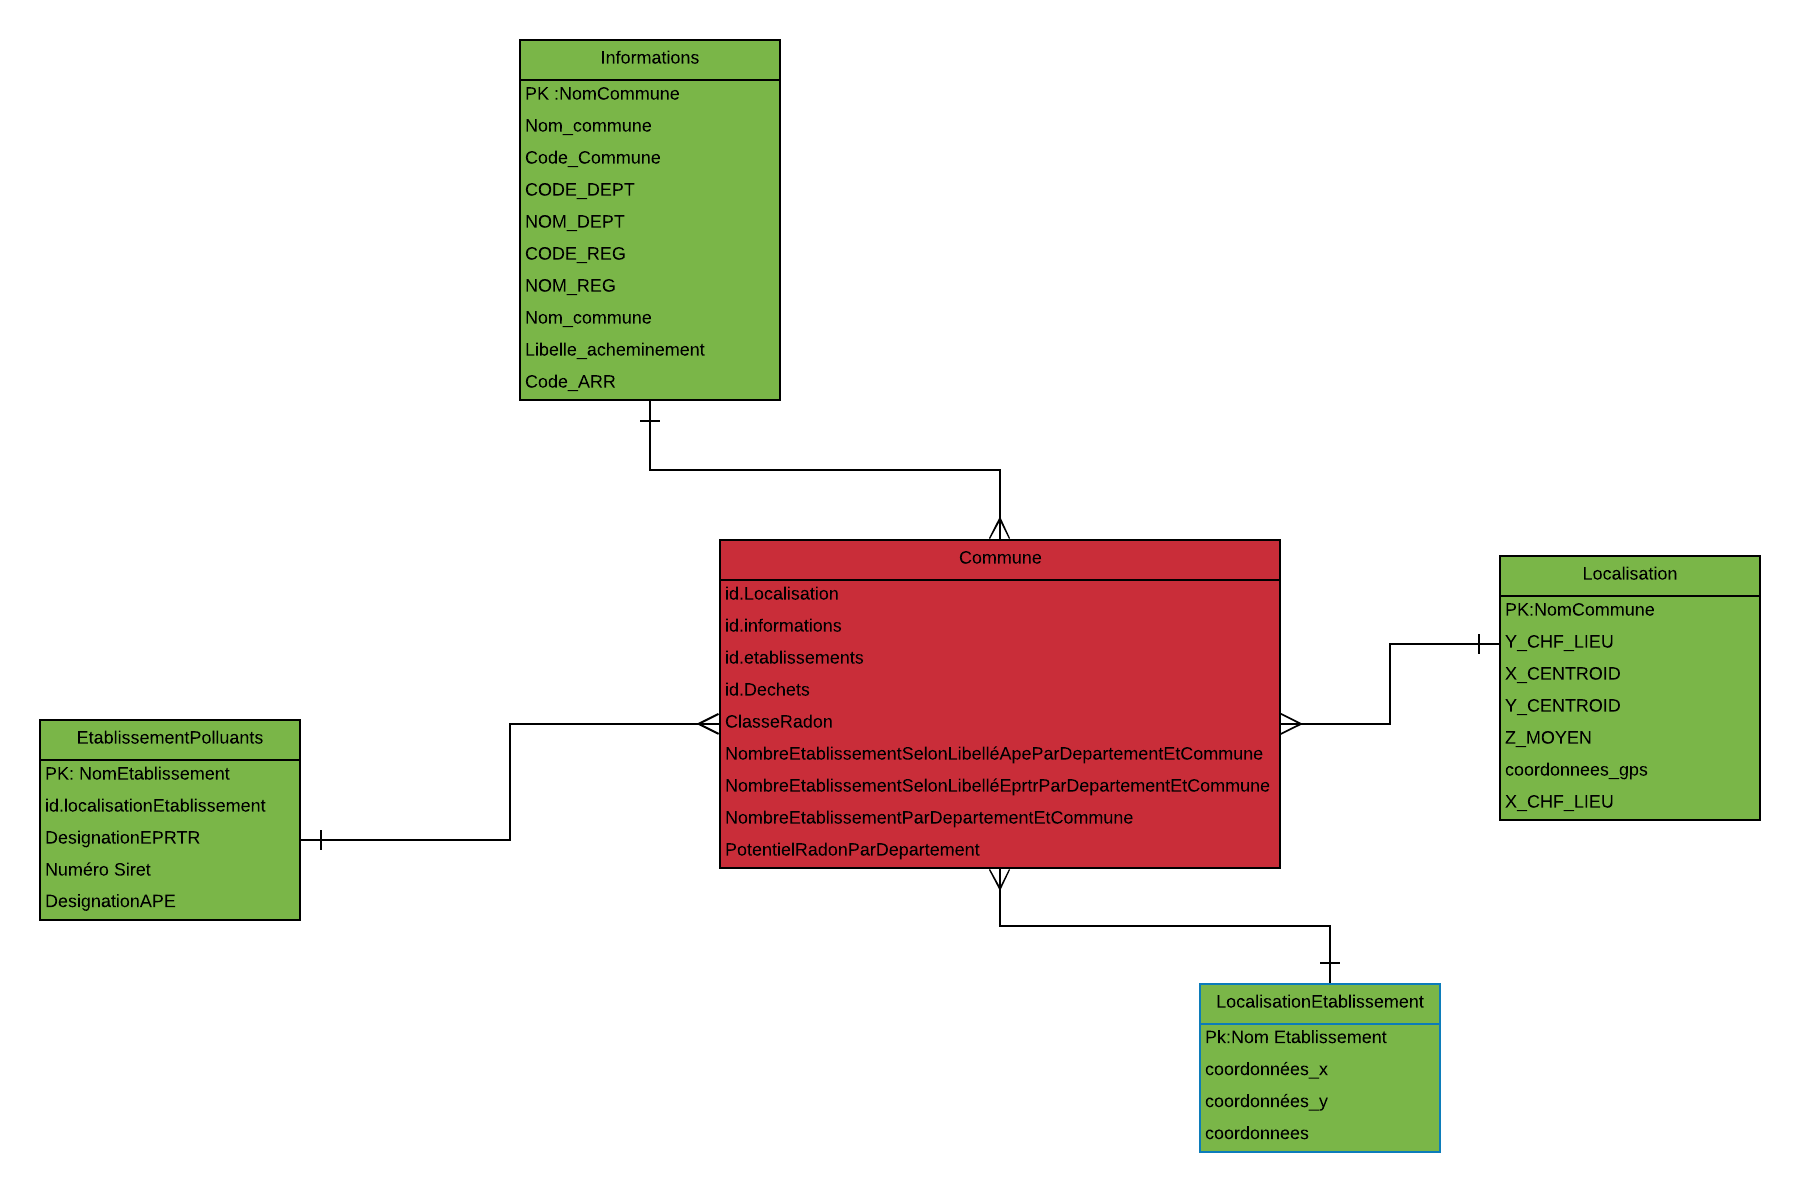 Informations
PK :NomCommune
Nom_commune
Code_Commune
CODE_DEPT
NOM_DEPT
CODE_REG
NOM_REG
Nom_commune
Libelle_acheminement
Code_ARR
Commune
id.Localisation
id.informations
id.etablissements
id.Dechets
ClasseRadon
NombreEtablissementSelonLibelléApeParDepartementEtCommune
NombreEtablissementSelonLibelléEprtrParDepartementEtCommune
NombreEtablissementParDepartementEtCommune
PotentielRadonParDepartement
Localisation
PK:NomCommune
Y_CHF_LIEU
X_CENTROID
Y_CENTROID
Z_MOYEN
coordonnees_gps
X_CHF_LIEU
EtablissementPolluants
PK: NomEtablissement
id.localisationEtablissement
DesignationEPRTR
Numéro Siret
DesignationAPE
LocalisationEtablissement
Pk:Nom Etablissement
coordonnées_x
coordonnées_y
coordonnees